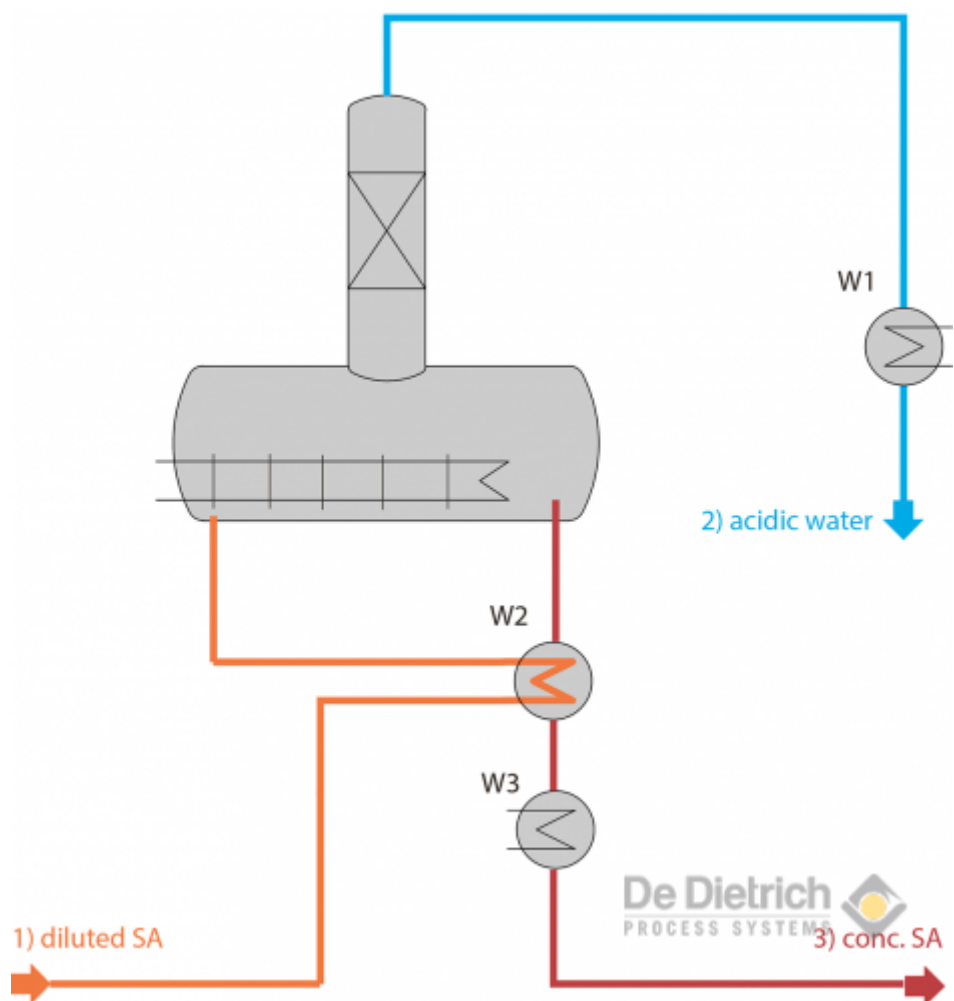 W1
2) acidic water
W2
W3
De Dietrich
PROCESS SYSTEMS
1) diluted SA
3) conc. SA